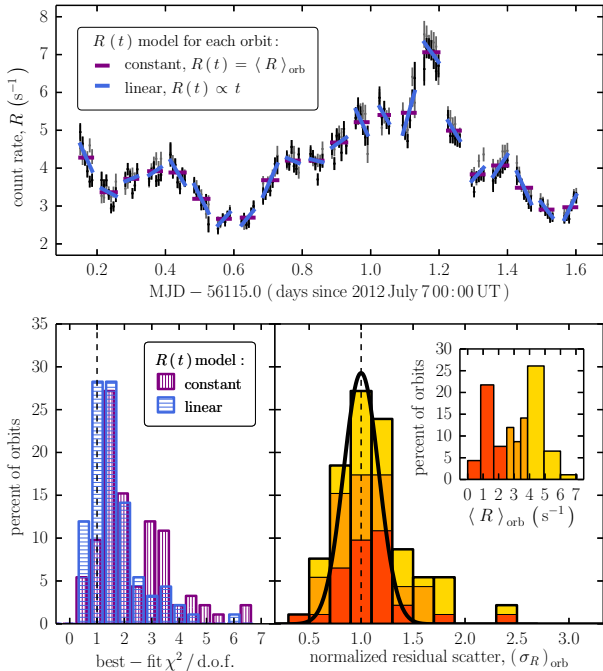 8
7
6
5
4
3
2
count rate, R (s⁻¹)
R(t) model for each orbit:
constant, R(t) = ⟨R⟩orb
linear, R(t) ∝ t
0.2 0.4 0.6 0.8 1.0 1.2 1.4 1.6
MJD − 56115.0 (days since 2012 July 7 00:00 UT)
35
30
25
20
15
10
5
0
percent of orbits
R(t) model:
constant
linear
0 1 2 3 4 5 6 7
best − fit χ² / d.o.f.
30
25
20
15
10
5
0
percent of orbits
0 1 2 3 4 5 6 7
⟨R⟩orb (s⁻¹)
0.5 1.0 1.5 2.0 2.5 3.0
normalized residual scatter, (σR)orb